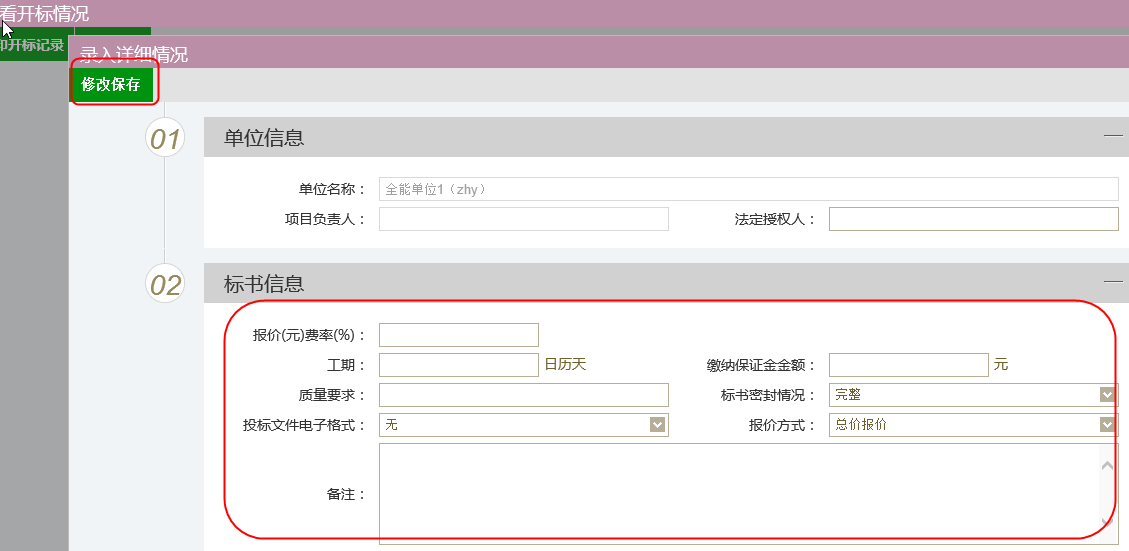 看开标情况
印开标记录
录入详细情况
修改保存
01 单位信息
单位名称： 全能单位1（zhy）
项目负责人： 法定授权人：
02 标书信息
报价(元)费率(%)：
工期： 日历天 缴纳保证金金额： 元
质量要求： 标书密封情况： 完整
投标文件电子格式： 无 报价方式： 总价报价
备注：